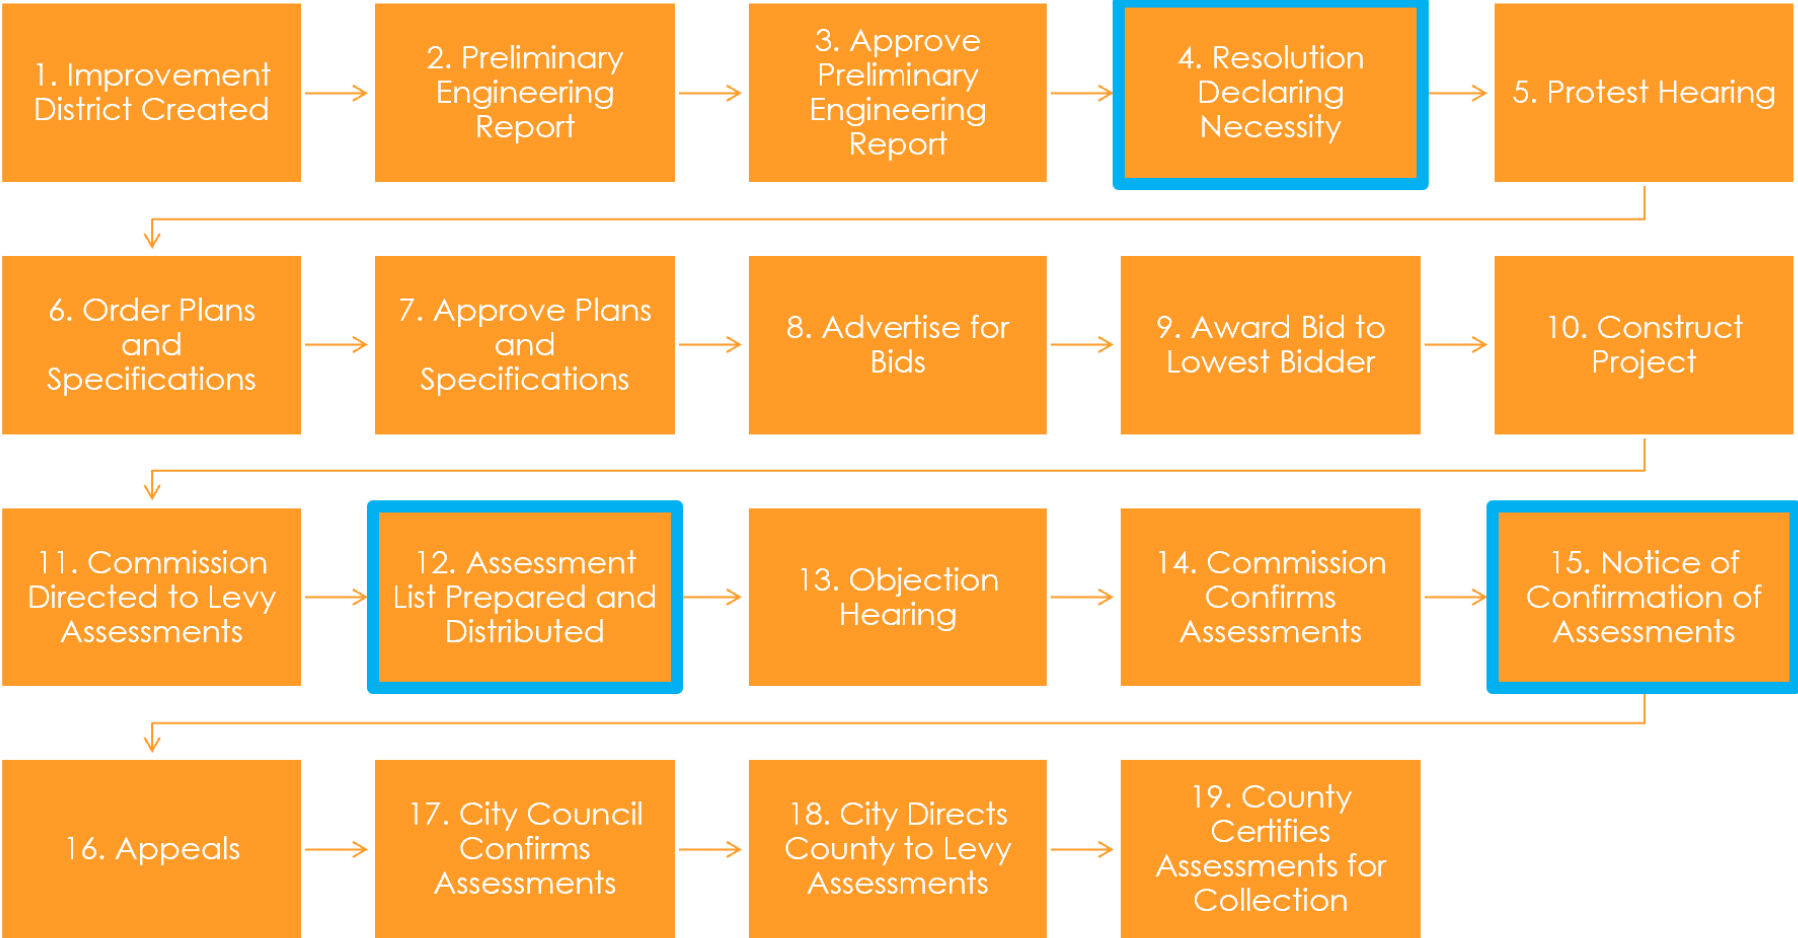 1. Improvement
District Created
2. Preliminary
Engineering
Report
3. Approve
Preliminary
Engineering
Report
4. Resolution
Declaring
Necessity
5. Protest Hearing
6. Order Plans
and
Specifications
7. Approve Plans
and
Specifications
8. Advertise for
Bids
9. Award Bid to
Lowest Bidder
10. Construct
Project
11. Commission
Directed to Levy
Assessments
12. Assessment
List Prepared and
Distributed
13. Objection
Hearing
14. Commission
Confirms
Assessments
15. Notice of
Confirmation of
Assessments
16. Appeals
17. City Council
Confirms
Assessments
18. City Directs
County to Levy
Assessments
19. County
Certifies
Assessments for
Collection